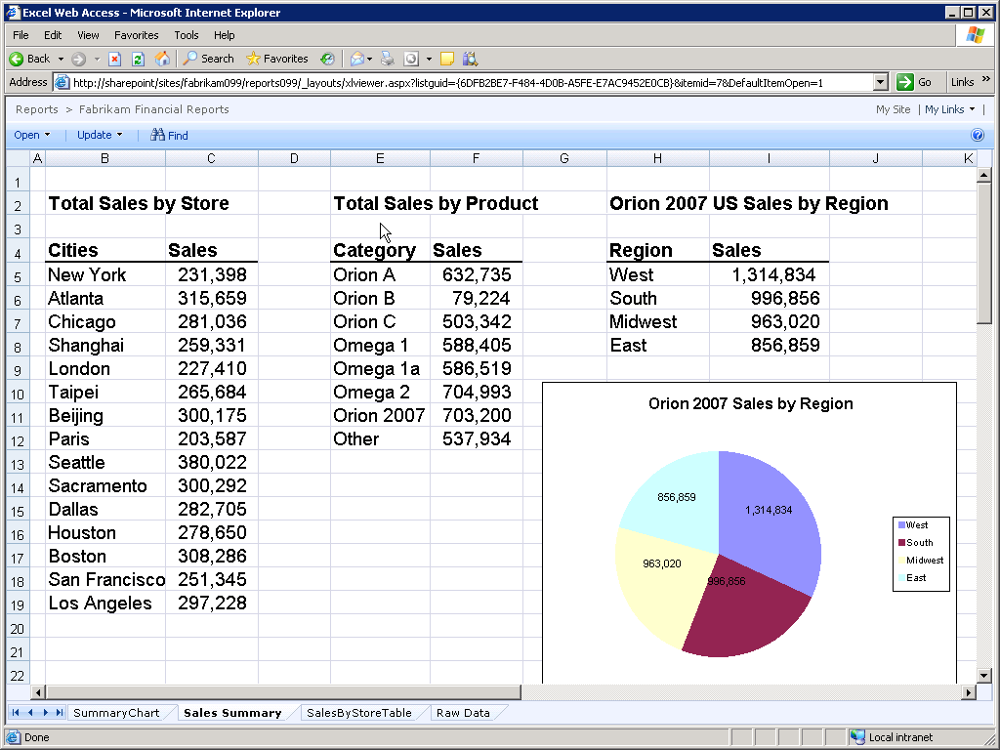 Excel Web Access - Microsoft Internet Explorer
File Edit View Favorites Tools Help
Back Search Favorites
Address http://sharepoint/sites/fabrikam099/reports099/_layouts/xlviewer.aspx?listguid={6DFB2BE7-F484-4D0B-A5FE-E7AC9452E0CB}&itemid=7&DefaultItemOpen=1 Go Links »
Reports > Fabrikam Financial Reports My Site | My Links |
Open | Update | Find
A B C D E F G H I J K
1
2 Total Sales by Store Total Sales by Product Orion 2007 US Sales by Region
3
4 Cities Sales Category Sales Region Sales
5 New York 231,398 Orion A 632,735 West 1,314,834
6 Atlanta 315,659 Orion B 79,224 South 996,856
7 Chicago 281,036 Orion C 503,342 Midwest 963,020
8 Shanghai 259,331 Omega 1 588,405 East 856,859
9 London 227,410 Omega 1a 586,519
10 Taipei 265,684 Omega 2 704,993
11 Beijing 300,175 Orion 2007 703,200
12 Paris 203,587 Other 537,934
13 Seattle 380,022
14 Sacramento 300,292
15 Dallas 282,705
16 Houston 278,650
17 Boston 308,286
18 San Francisco 251,345
19 Los Angeles 297,228
20
21
22
Orion 2007 Sales by Region
856,859
1,314,834
963,020
996,856
West
South
Midwest
East
SummaryChart Sales Summary SalesByStoreTable Raw Data
Done Local intranet